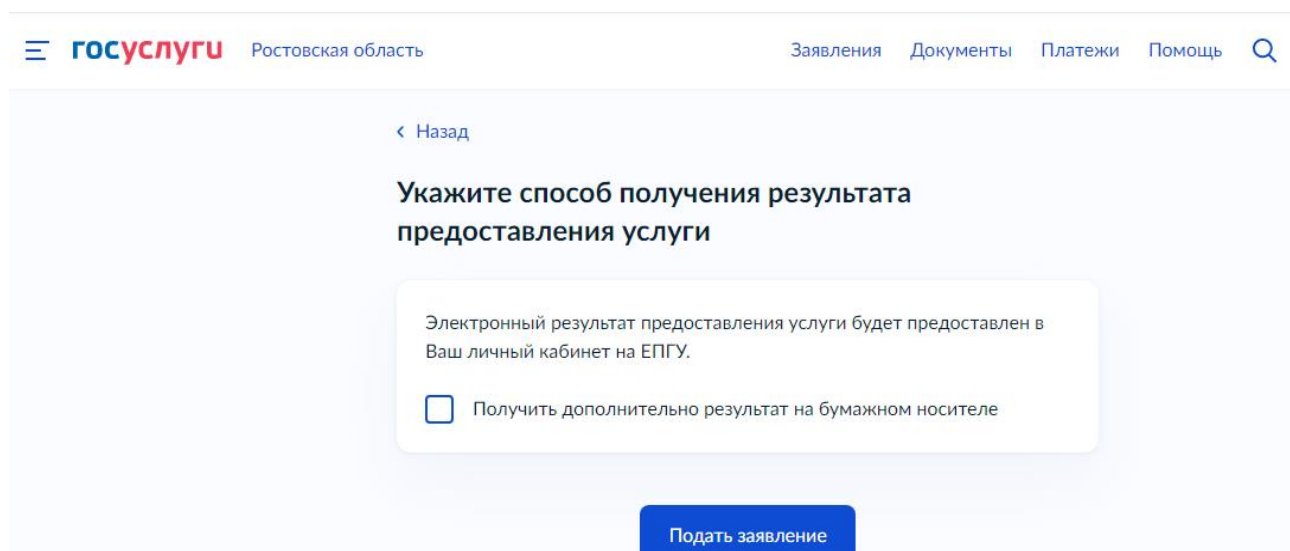 госуслуги Ростовская область Заявления Документы Платежи Помощь
Назад
Укажите способ получения результата
предоставления услуги
Электронный результат предоставления услуги будет предоставлен в
Ваш личный кабинет на ЕПГУ.
Получить дополнительно результат на бумажном носителе
Подать заявление